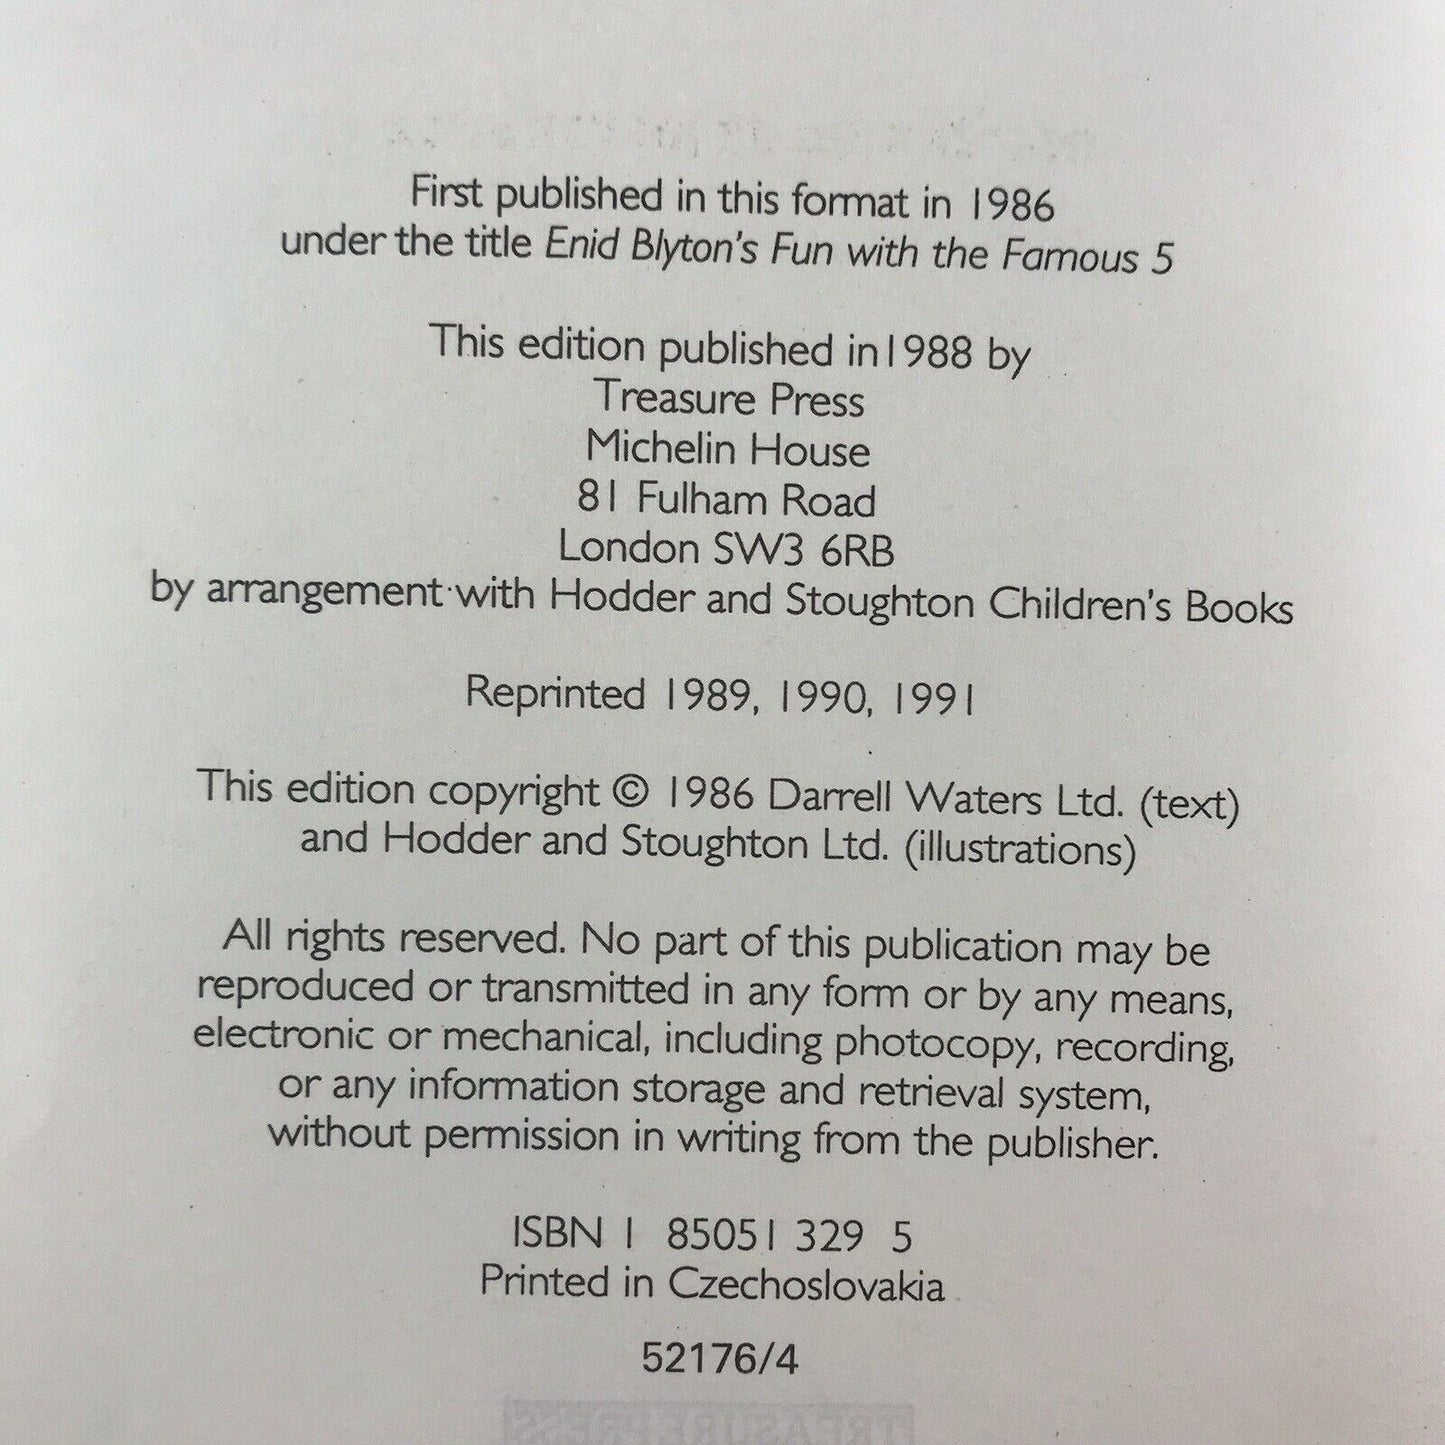 First published in this format in 1986
under the title Enid Blyton's Fun with the Famous 5
This edition published in1988 by
Treasure Press
Michelin House
81 Fulham Road
London SW3 6RB
by arrangement·with Hodder and Stoughton Children's Books
Reprinted 1989, 1990, 1991
This edition copyright © 1986 Darrell Waters Ltd. (text)
and Hodder and Stoughton Ltd. (illustrations)
All rights reserved. No part of this publication may be
reproduced or transmitted in any form or by any means,
electronic or mechanical, including photocopy, recording,
or any information storage and retrieval system,
without permission in writing from the publisher.
ISBN 1 85051 329 5
Printed in Czechoslovakia
52176/4
TREASURE PRESS